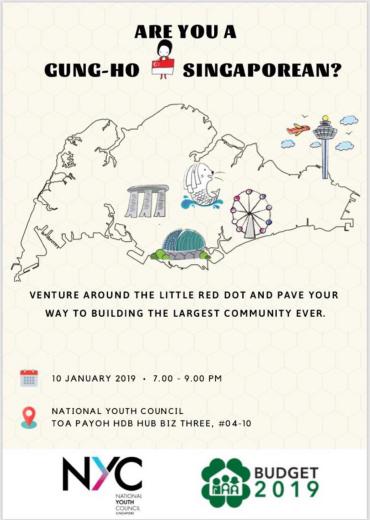 ARE YOU A
GUNG-HO SINGAPOREAN?
VENTURE AROUND THE LITTLE RED DOT AND PAVE YOUR
WAY TO BUILDING THE LARGEST COMMUNITY EVER.
10 JANUARY 2019 • 7.00 - 9.00 PM
NATIONAL YOUTH COUNCIL
TOA PAYOH HDB HUB BIZ THREE, #04-10
NYC
NATIONAL
YOUTH
COUNCIL
SINGAPORE
BUDGET
2019